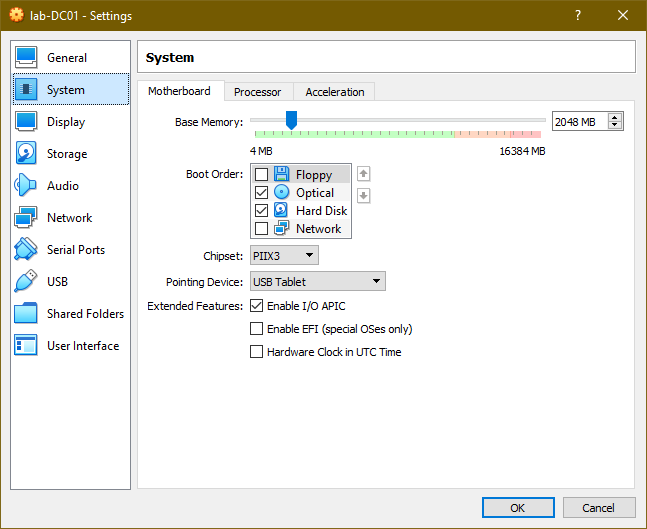 lab-DC01 - Settings
?
General
System
Display
Storage
Audio
Network
Serial Ports
USB
Shared Folders
User Interface
System
Motherboard Processor Acceleration
Base Memory: 2048 MB
4 MB 16384 MB
Boot Order: Floppy
Optical
Hard Disk
Network
Chipset: PIIX3
Pointing Device: USB Tablet
Extended Features: Enable I/O APIC
Enable EFI (special OSes only)
Hardware Clock in UTC Time
OK Cancel